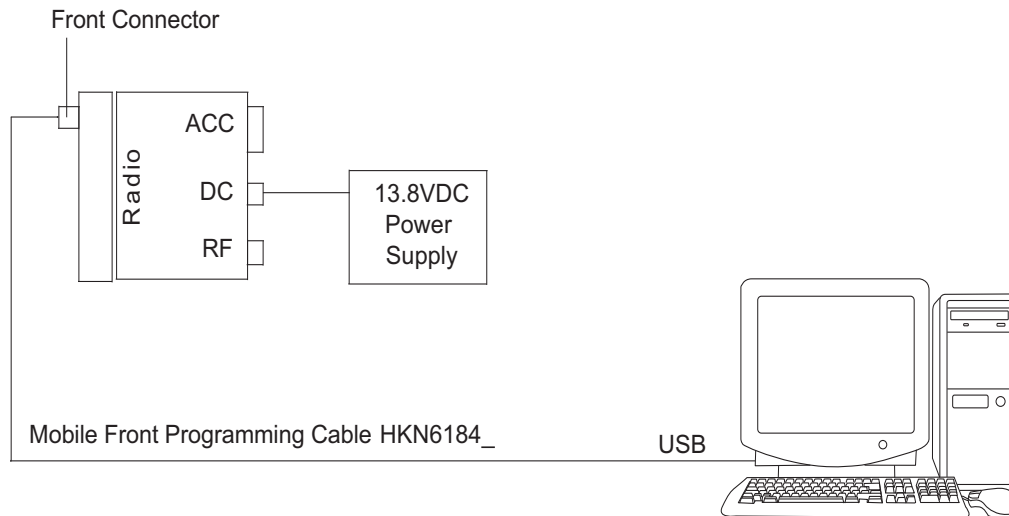 Front Connector
ACC
Radio
DC
RF
13.8VDC
Power
Supply
Mobile Front Programming Cable HKN6184_
USB